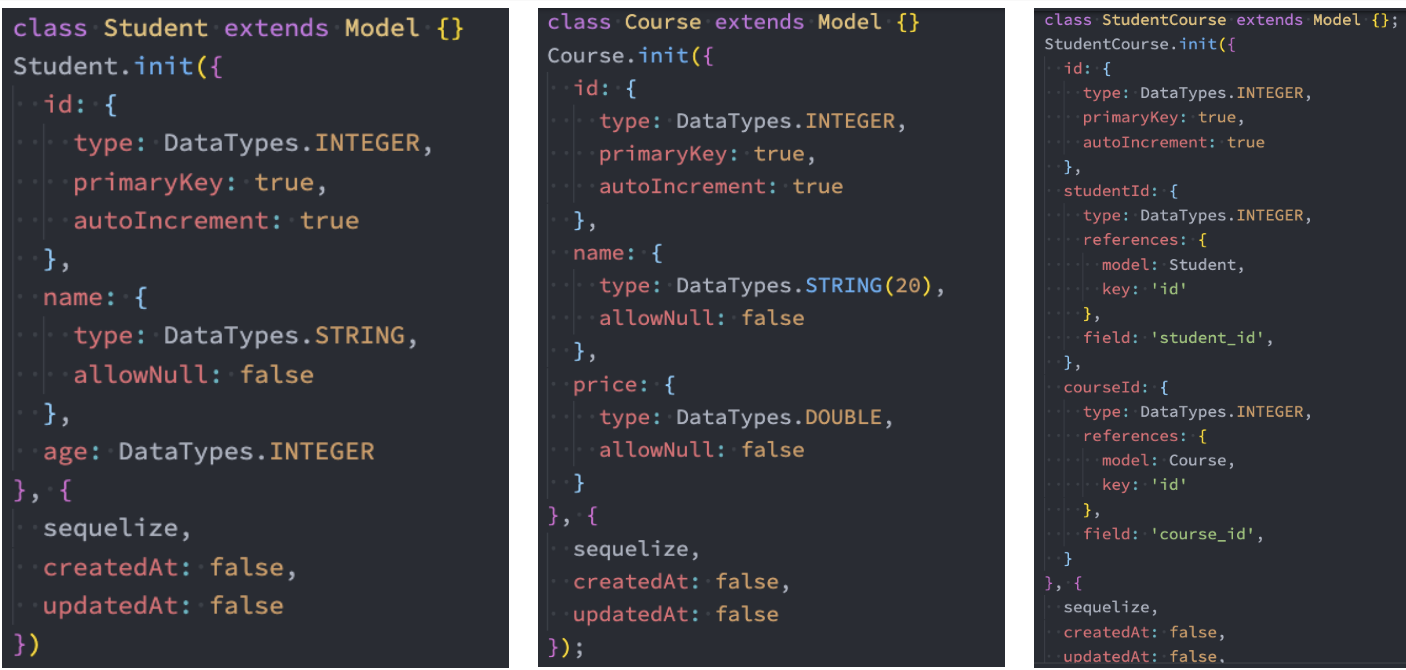 class Student extends Model {}
Student.init({
  id: {
    type: DataTypes.INTEGER,
    primaryKey: true,
    autoIncrement: true
  },
  name: {
    type: DataTypes.STRING,
    allowNull: false
  },
  age: DataTypes.INTEGER
}, {
  sequelize,
  createdAt: false,
  updatedAt: false
})
class Course extends Model {}
Course.init({
  id: {
    type: DataTypes.INTEGER,
    primaryKey: true,
    autoIncrement: true
  },
  name: {
    type: DataTypes.STRING(20),
    allowNull: false
  },
  price: {
    type: DataTypes.DOUBLE,
    allowNull: false
  }
}, {
  sequelize,
  createdAt: false,
  updatedAt: false
});
class StudentCourse extends Model {};
StudentCourse.init({
  id: {
    type: DataTypes.INTEGER,
    primaryKey: true,
    autoIncrement: true
  },
  studentId: {
    type: DataTypes.INTEGER,
    references: {
      model: Student,
      key: 'id'
    },
    field: 'student_id',
  },
  courseId: {
    type: DataTypes.INTEGER,
    references: {
      model: Course,
      key: 'id'
    },
    field: 'course_id',
  }
}, {
  sequelize,
  createdAt: false,
  updatedAt: false,